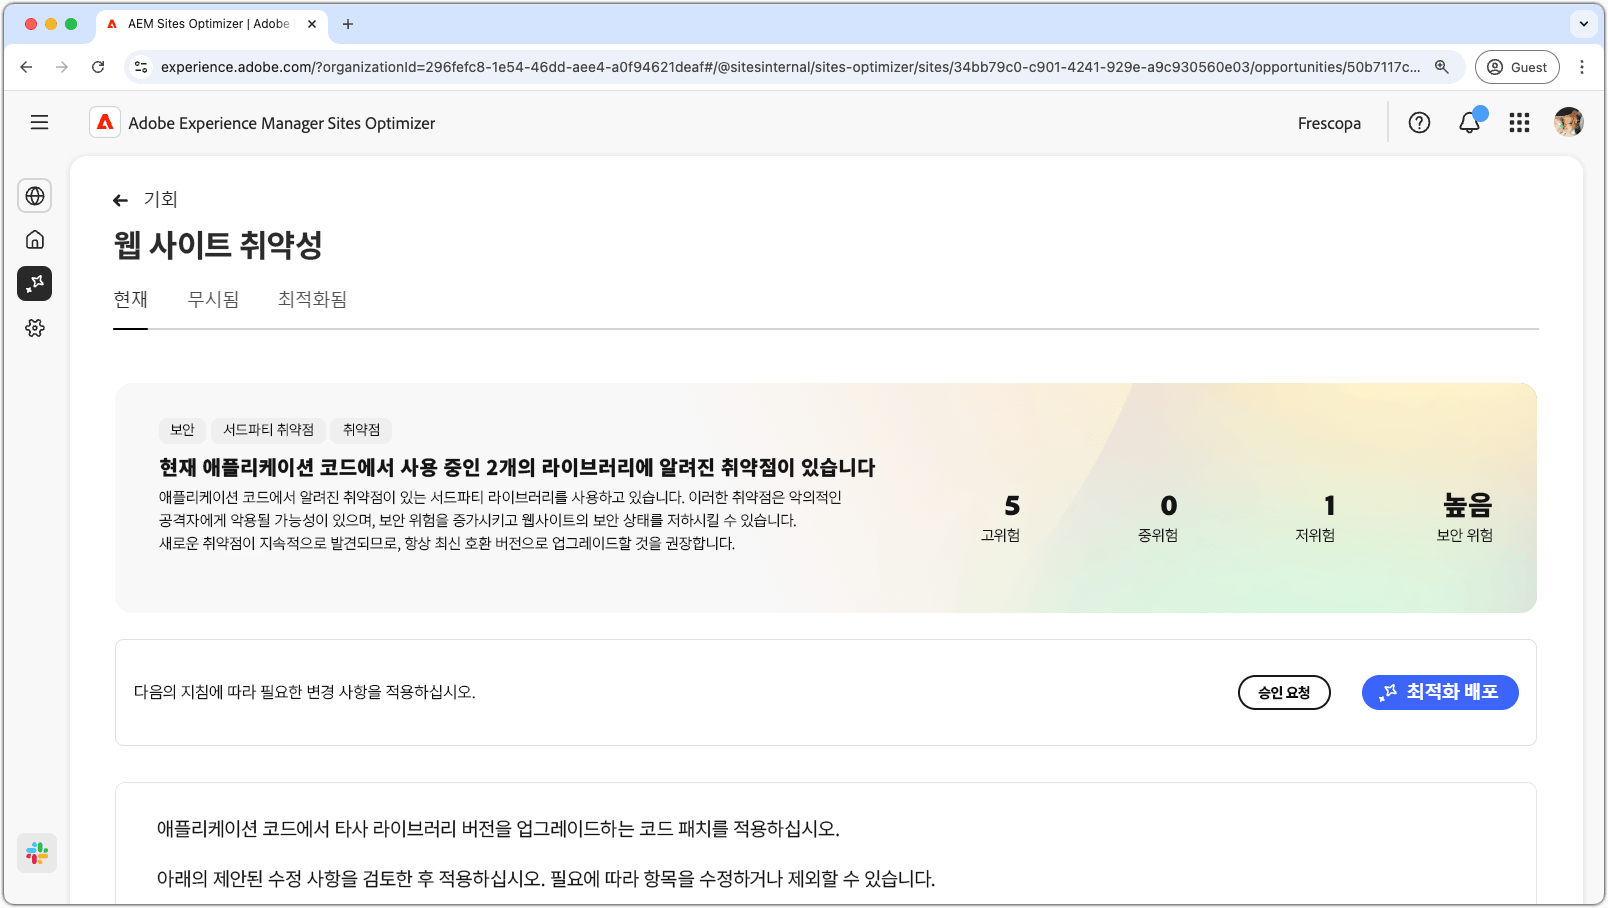 AEM Sites Optimizer | Adobe
experience.adobe.com/?organizationId=296fefc8-1e54-46dd-aee4-a0f94621deaf#/@sitesinternal/sites-optimizer/sites/34bb79c0-c901-4241-929e-a9c930560e03/opportunities/50b7117c...
Guest
Adobe Experience Manager Sites Optimizer
Frescopa
기회
웹 사이트 취약성
현재 무시됨 최적화됨
보안 서드파티 취약점 취약점
현재 애플리케이션 코드에서 사용 중인 2개의 라이브러리에 알려진 취약점이 있습니다
애플리케이션 코드에서 알려진 취약점이 있는 서드파티 라이브러리를 사용하고 있습니다. 이러한 취약점은 악의적인
공격자에게 악용될 가능성이 있으며, 보안 위험을 증가시키고 웹사이트의 보안 상태를 저하시킬 수 있습니다.
새로운 취약점이 지속적으로 발견되므로, 항상 최신 호환 버전으로 업그레이드할 것을 권장합니다.
5 0 1 높음
고위험 중위험 저위험 보안 위험
다음의 지침에 따라 필요한 변경 사항을 적용하십시오.
승인 요청
최적화 배포
애플리케이션 코드에서 타사 라이브러리 버전을 업그레이드하는 코드 패치를 적용하십시오.
아래의 제안된 수정 사항을 검토한 후 적용하십시오. 필요에 따라 항목을 수정하거나 제외할 수 있습니다.